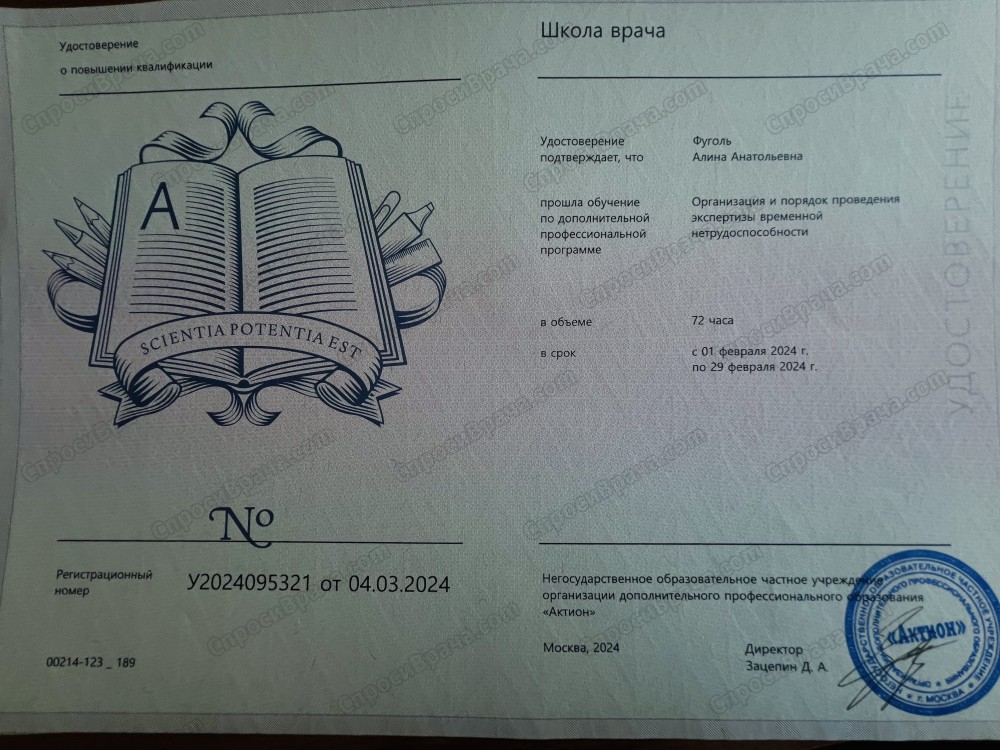 Удостоверение
о повышении квалификации
A
SCIENTIA POTENTIA EST
№
Регистрационный
номер
У2024095321 от 04.03.2024
00214-123 _ 189
Школа врача
Удостоверение
подтверждает, что
Фуголь
Алина Анатольевна
прошла обучение
по дополнительной
профессиональной
программе
Организация и порядок проведения
экспертизы временной
нетрудоспособности
в объеме
72 часа
в срок
с 01 февраля 2024 г.
по 29 февраля 2024 г.
УДОСТОВЕРЕНИЕ
Негосударственное образовательное частное учреждение
организации дополнительного профессионального образования
«Актион»
Москва, 2024
Директор
Зацепин Д. А.
«АКТИОН»
г. МОСКВА
СпросиВрача.com